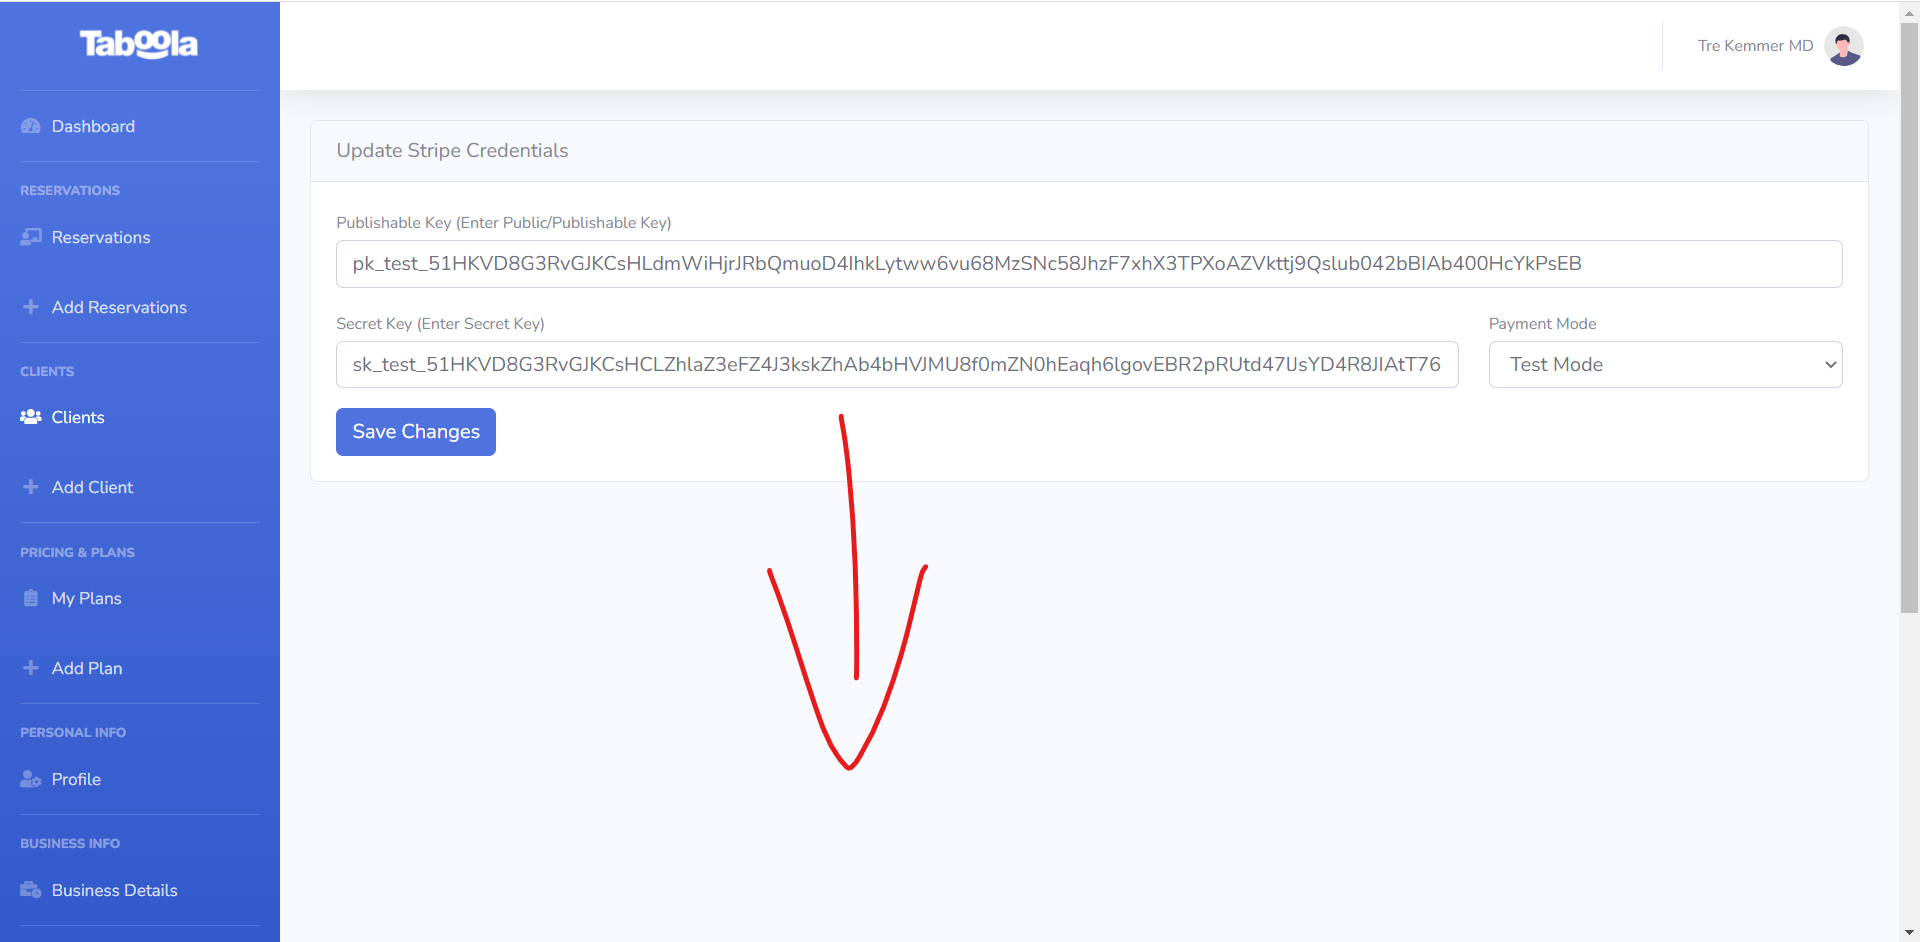 Taboola
Tre Kemmer MD
Dashboard
RESERVATIONS
Reservations
Add Reservations
CLIENTS
Clients
Add Client
PRICING & PLANS
My Plans
Add Plan
PERSONAL INFO
Profile
BUSINESS INFO
Business Details
Update Stripe Credentials
Publishable Key (Enter Public/Publishable Key)
pk_test_51HKVD8G3RvGJKCsHLdmWiHjrJRbQmuoD4IhkLytww6vu68MzSNc58JhzF7xhX3TPXoAZVkttj9Qslub042bBIAb400HcYkPsEB
Secret Key (Enter Secret Key)
Payment Mode
sk_test_51HKVD8G3RvGJKCsHCLZhlaZ3eFZ4J3kskZhAb4bHVJMU8f0mZN0hEaqh6lgovEBR2pRUtd47IJsYD4R8JIAtT76
Test Mode
Save Changes